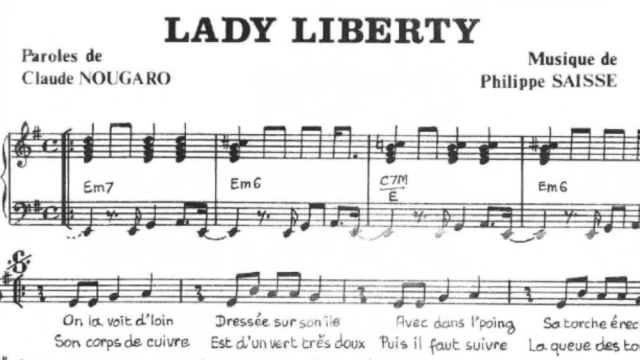 LADY LIBERTY
Paroles de
Claude NOUGARO
Musique de
Philippe SAISSE
Em7 Em6 C7M/E Em6
On la voit d'loin Dressée sur son île Avec dans l'poing Sa torche érec
Son corps de cuivre Est d'un vert très doux Puis il faut suivre La queue des to